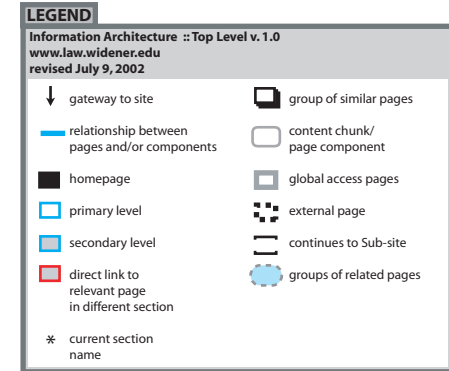 LEGEND
Information Architecture :: Top Level v. 1.0
www.law.widener.edu
revised July 9, 2002
gateway to site
relationship between
pages and/or components
homepage
primary level
secondary level
direct link to
relevant page
in different section
* current section
name
group of similar pages
content chunk/
page component
global access pages
external page
continues to Sub-site
groups of related pages